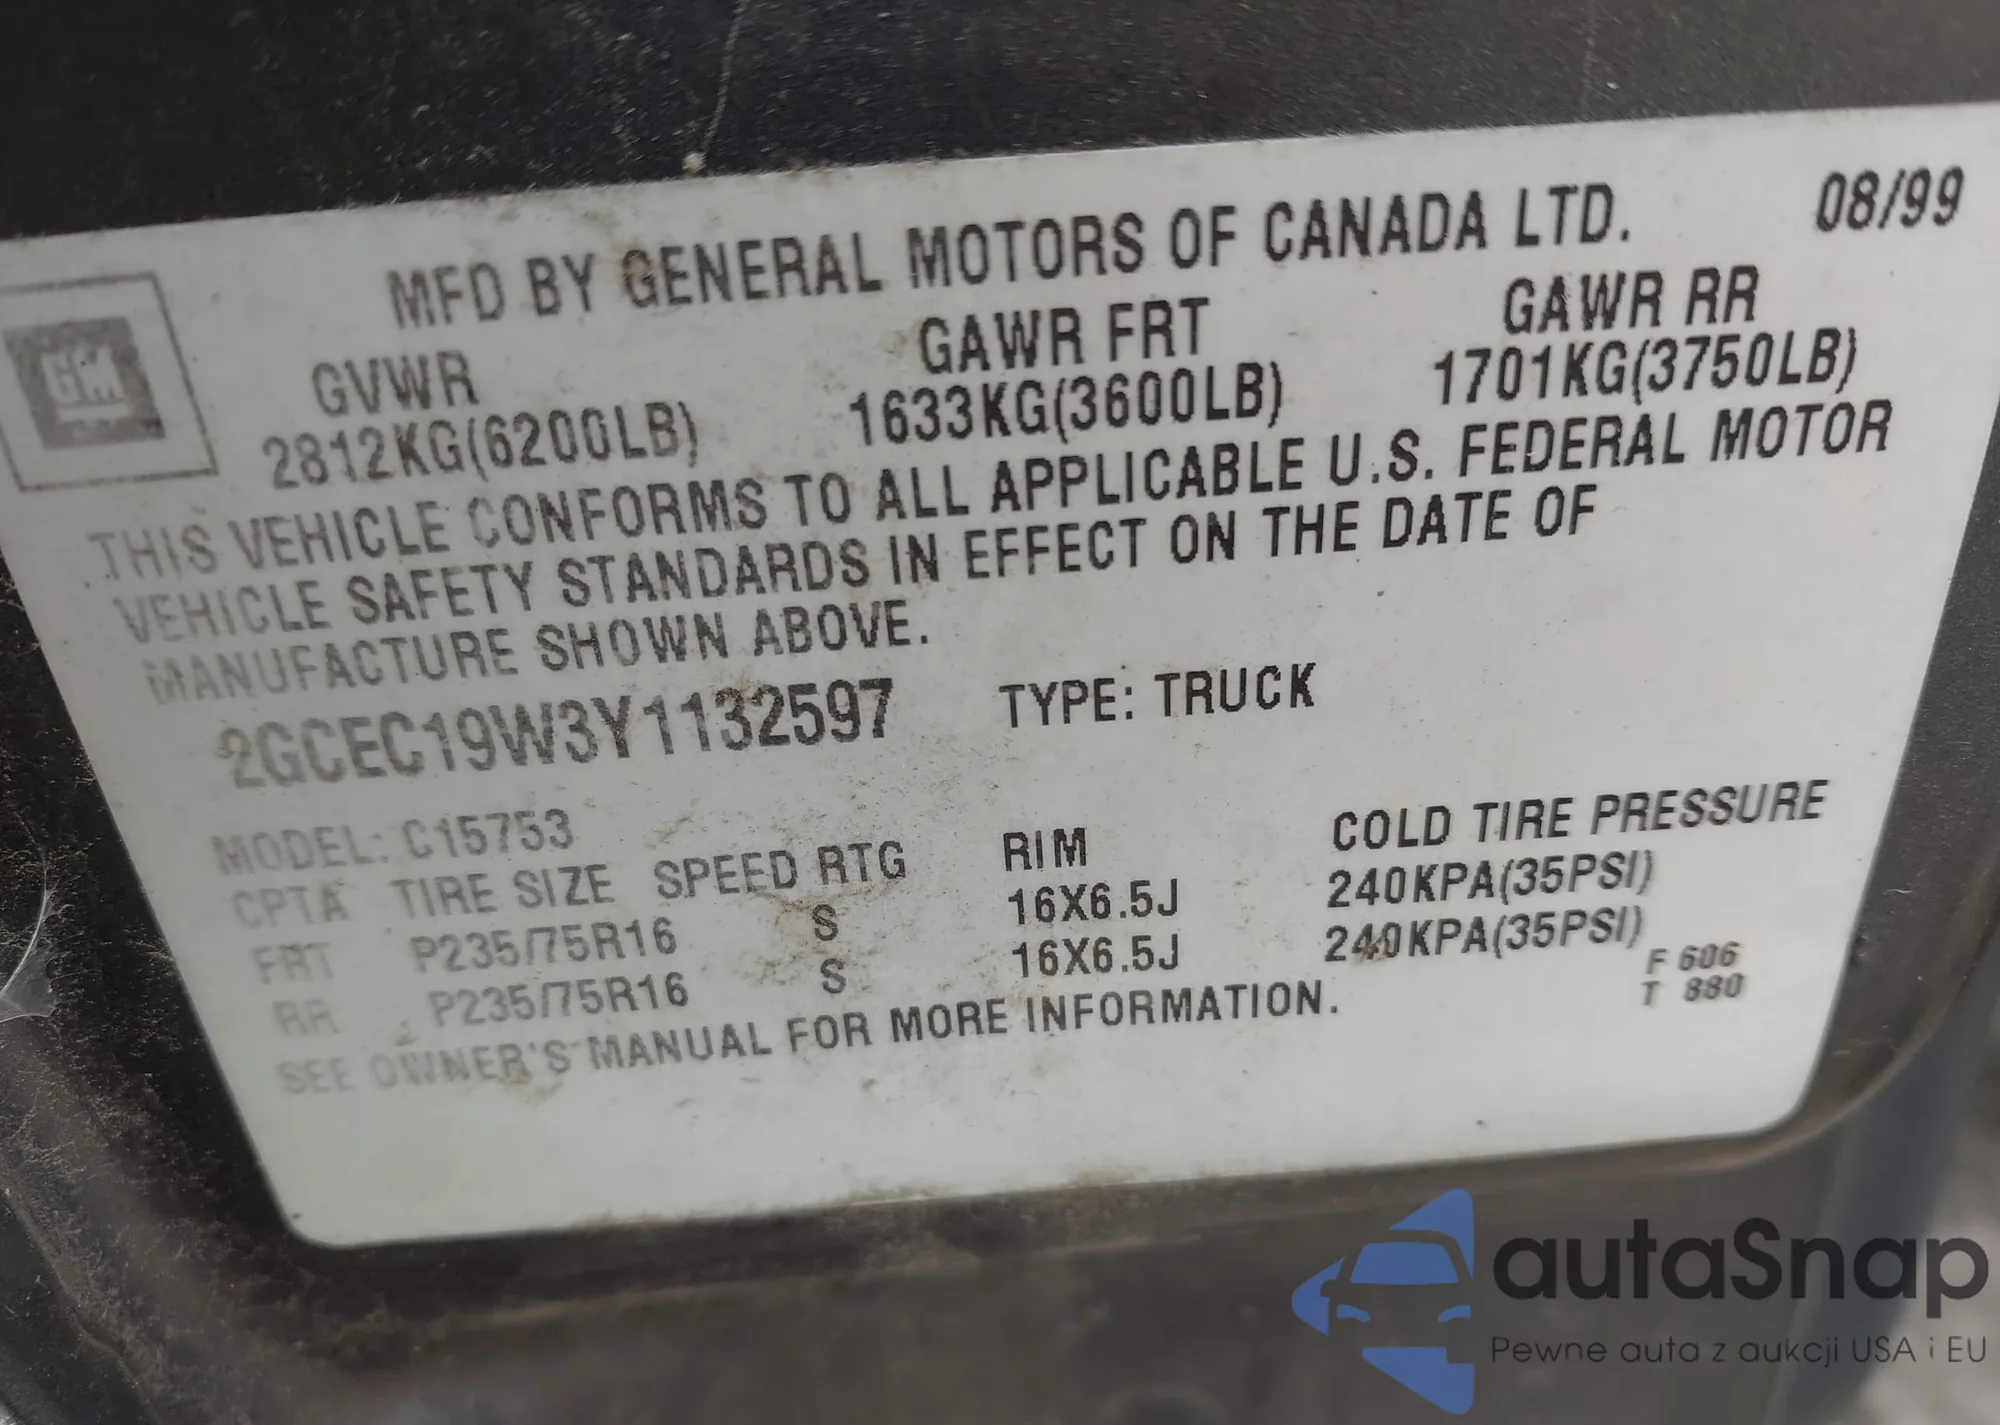 MFD BY GENERAL MOTORS OF CANADA LTD. 08/99
GM
GVWR GAWR FRT GAWR RR
2812KG(6200LB) 1633KG(3600LB) 1701KG(3750LB)
THIS VEHICLE CONFORMS TO ALL APPLICABLE U.S. FEDERAL MOTOR
VEHICLE SAFETY STANDARDS IN EFFECT ON THE DATE OF
MANUFACTURE SHOWN ABOVE.
2GCEC19W3Y1132597 TYPE: TRUCK
MODEL: C15753
CPTA TIRE SIZE SPEED RTG RIM COLD TIRE PRESSURE
FRT P235/75R16 S 16X6.5J 240KPA(35PSI)
RR P235/75R16 S 16X6.5J 240KPA(35PSI)
F 606
T 880
SEE OWNER'S MANUAL FOR MORE INFORMATION.
autaSnap
Pewne auta z aukcji USA i EU